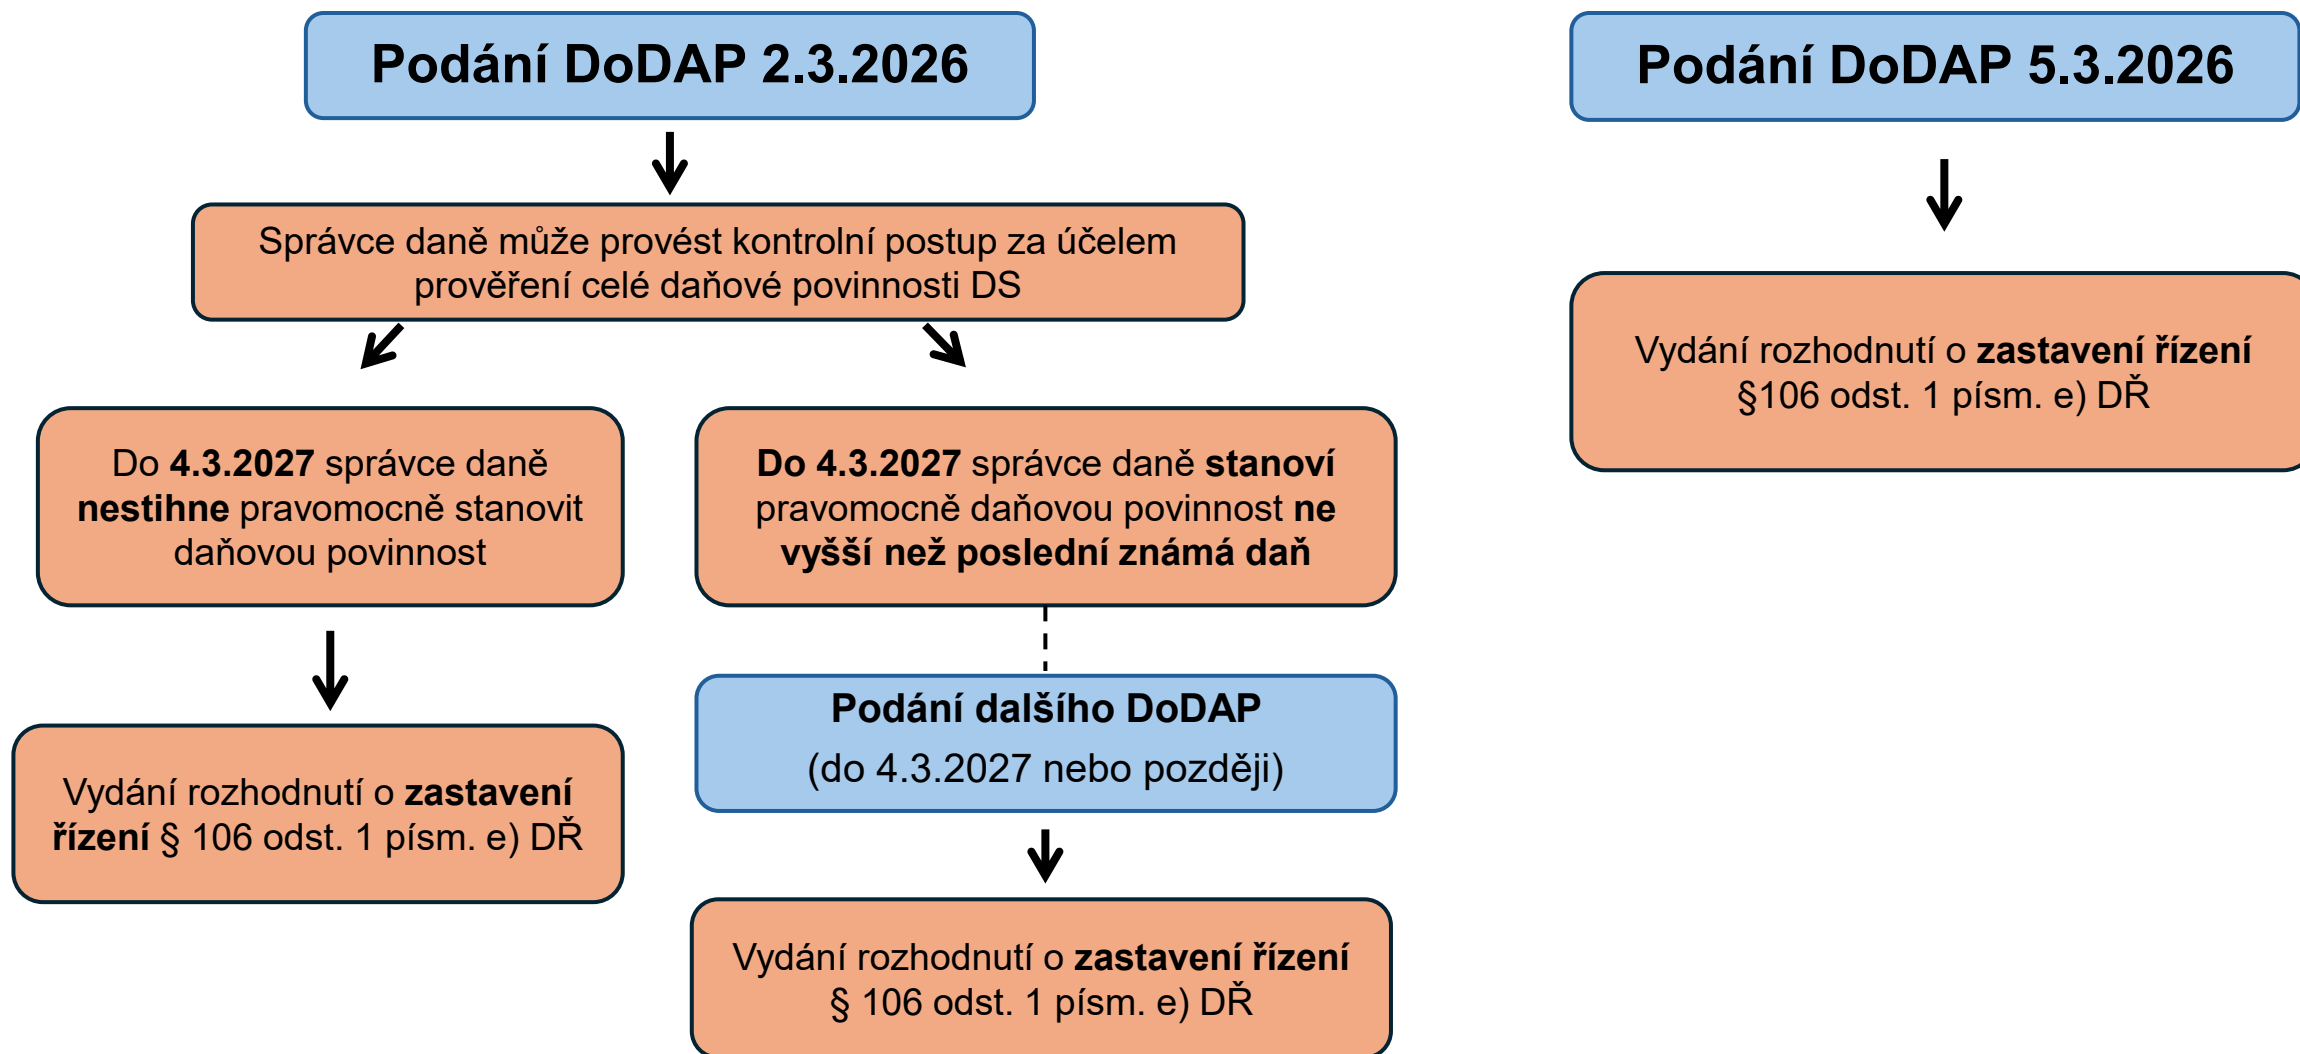 Podání DoDAP 2.3.2026
Správce daně může provést kontrolní postup za účelem
prověření celé daňové povinnosti DS
Do 4.3.2027 správce daně
nestihne pravomocně stanovit
daňovou povinnost
Vydání rozhodnutí o zastavení
řízení § 106 odst. 1 písm. e) DŘ
Do 4.3.2027 správce daně stanoví
pravomocně daňovou povinnost ne
vyšší než poslední známá daň
Podání dalšího DoDAP
(do 4.3.2027 nebo později)
Vydání rozhodnutí o zastavení řízení
§ 106 odst. 1 písm. e) DŘ
Podání DoDAP 5.3.2026
Vydání rozhodnutí o zastavení řízení
§106 odst. 1 písm. e) DŘ